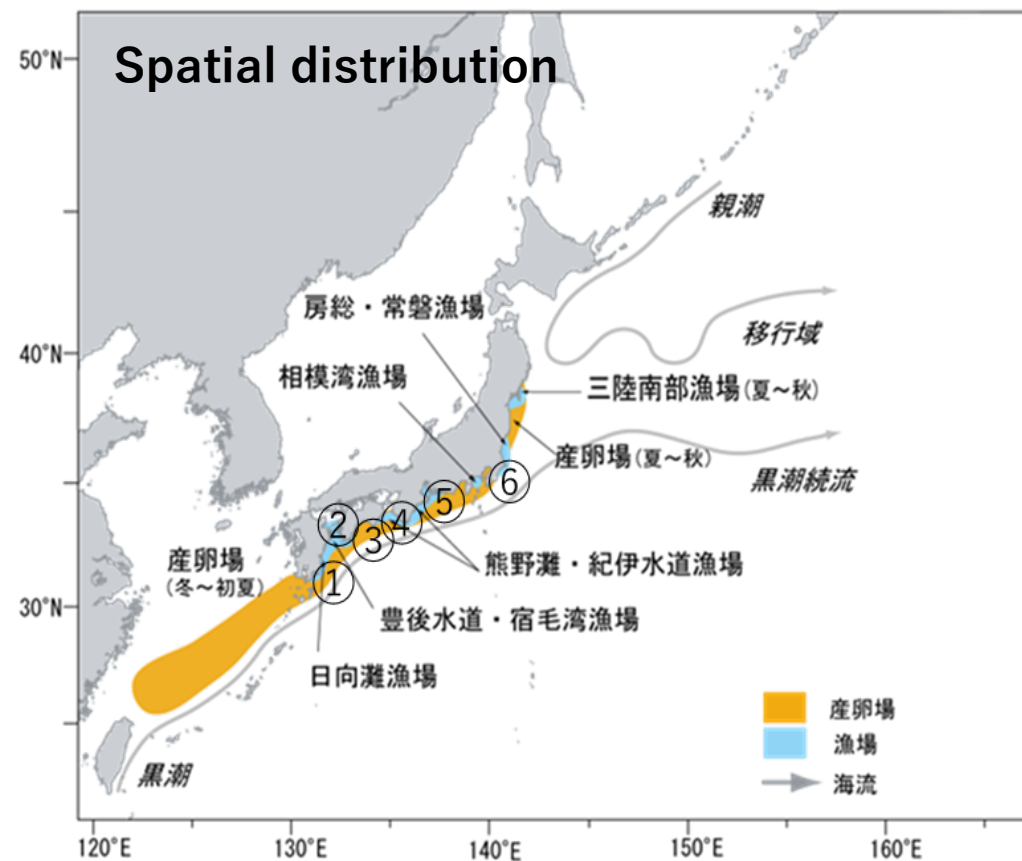 Spatial distribution
50°N
40°N
30°N
親潮
房総・常磐漁場
移行域
相模湾漁場
三陸南部漁場(夏~秋)
産卵場(夏~秋)
黒潮続流
⑥
⑤
②
④
③
産卵場
(冬~初夏)
熊野灘・紀伊水道漁場
①
豊後水道・宿毛湾漁場
日向灘漁場
産卵場
漁場
黒潮
海流
120°E
130°E
140°E
150°E
160°E